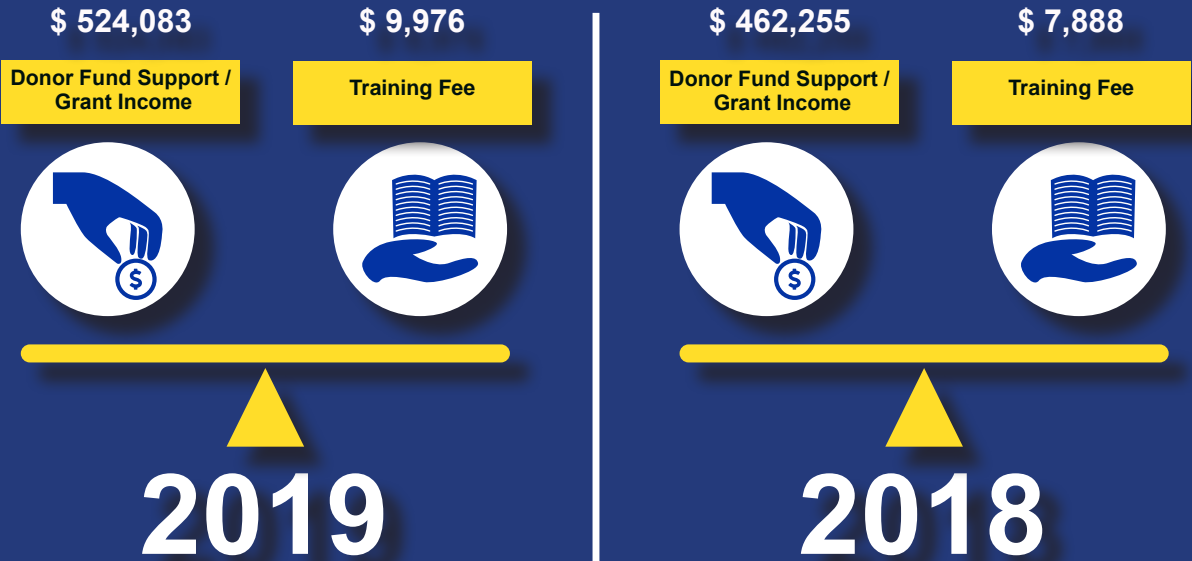 $ 524,083
$ 9,976
Donor Fund Support /
Grant Income
Training Fee
$
2019
$ 462,255
$ 7,888
Donor Fund Support /
Grant Income
Training Fee
$
2018